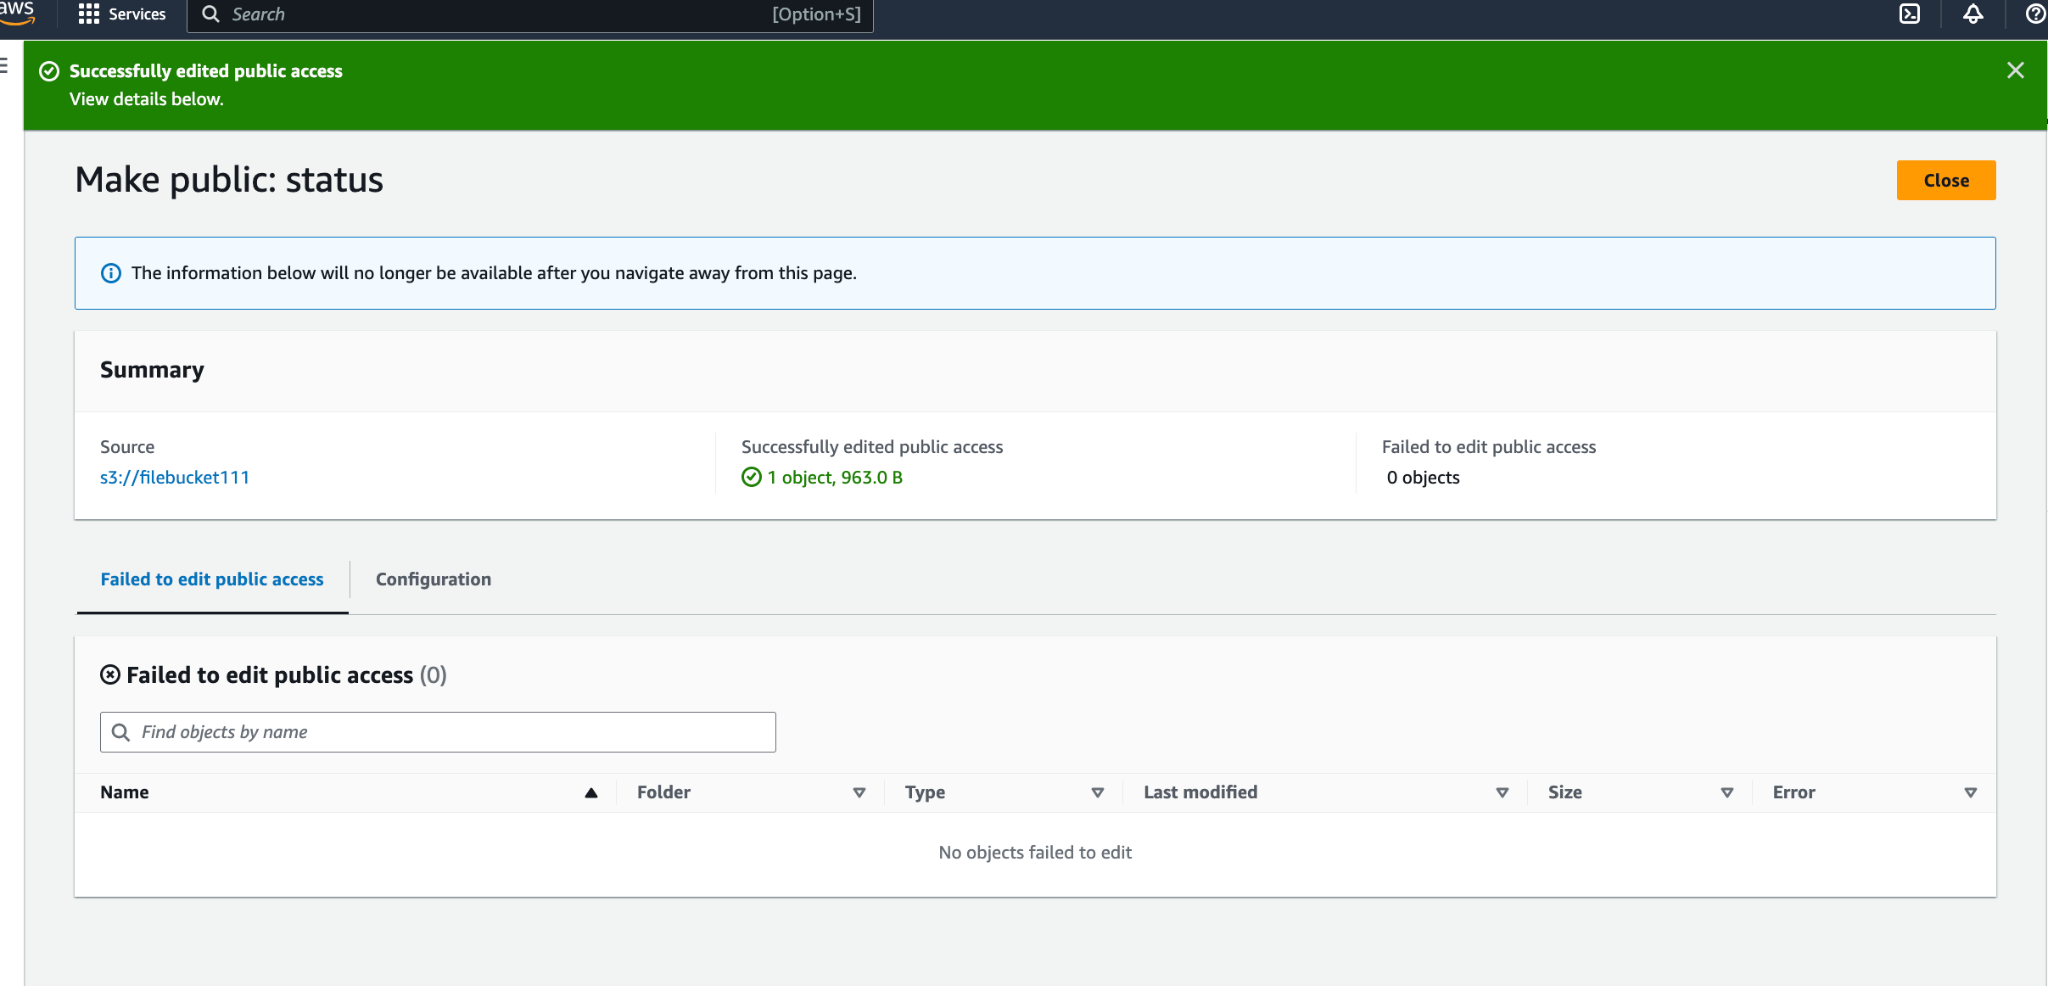 aws
Services
Search
[Option+S]
Successfully edited public access
View details below.
Make public: status
Close
The information below will no longer be available after you navigate away from this page.
Summary
Source
s3://filebucket111
Successfully edited public access
1 object, 963.0 B
Failed to edit public access
0 objects
Failed to edit public access
Configuration
Failed to edit public access (0)
Find objects by name
Name
Folder
Type
Last modified
Size
Error
No objects failed to edit